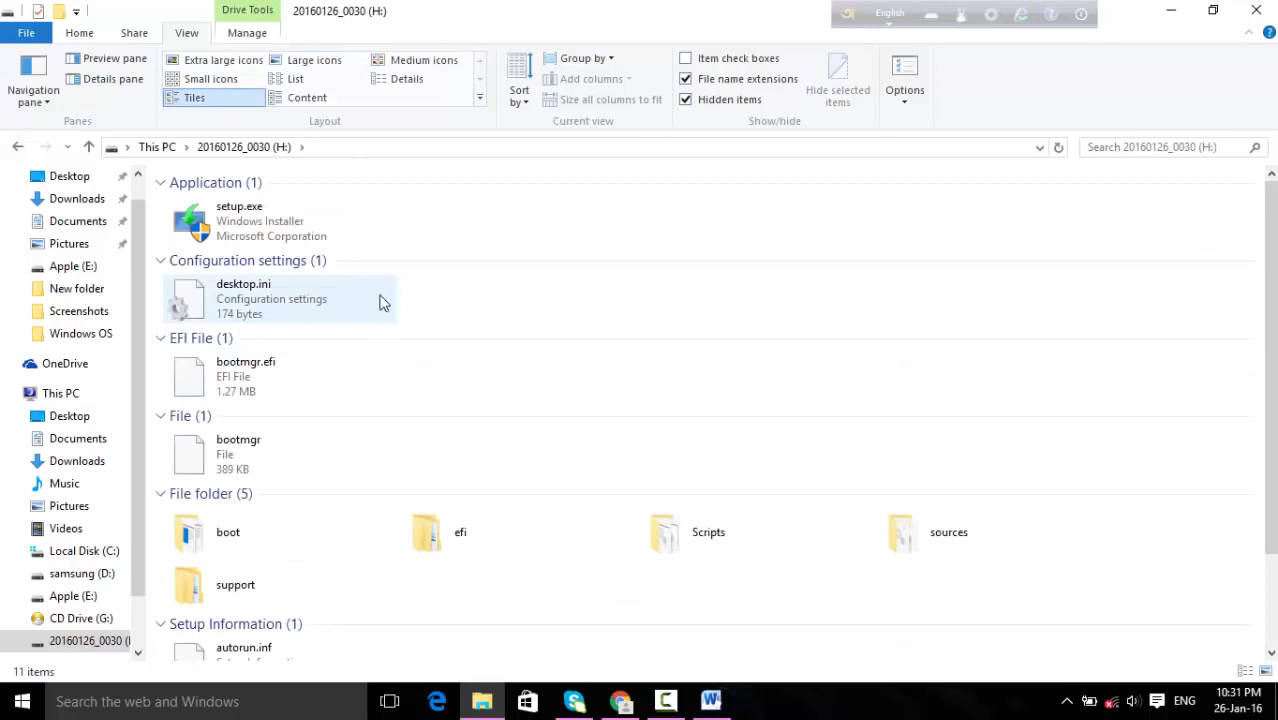 Drive Tools
20160126_0030 (H:)
English
File
Home
Share
View
Manage
Navigation pane
Preview pane
Details pane
Panes
Extra large icons
Large icons
Medium icons
Small icons
List
Details
Tiles
Content
Layout
Sort by
Group by
Add columns
Size all columns to fit
Current view
Item check boxes
File name extensions
Hidden items
Hide selected items
Show/hide
Options
This PC
20160126_0030 (H:)
Search 20160126_0030 (H:)
Desktop
Downloads
Documents
Pictures
Apple (E:)
New folder
Screenshots
Windows OS
OneDrive
This PC
Desktop
Documents
Downloads
Music
Pictures
Videos
Local Disk (C:)
samsung (D:)
Apple (E:)
CD Drive (G:)
20160126_0030 (
Application (1)
setup.exe
Windows Installer
Microsoft Corporation
Configuration settings (1)
desktop.ini
Configuration settings
174 bytes
EFI File (1)
bootmgr.efi
EFI File
1.27 MB
File (1)
bootmgr
File
389 KB
File folder (5)
boot
efi
Scripts
sources
support
Setup Information (1)
autorun.inf
11 items
Search the web and Windows
ENG
10:31 PM
26-Jan-16